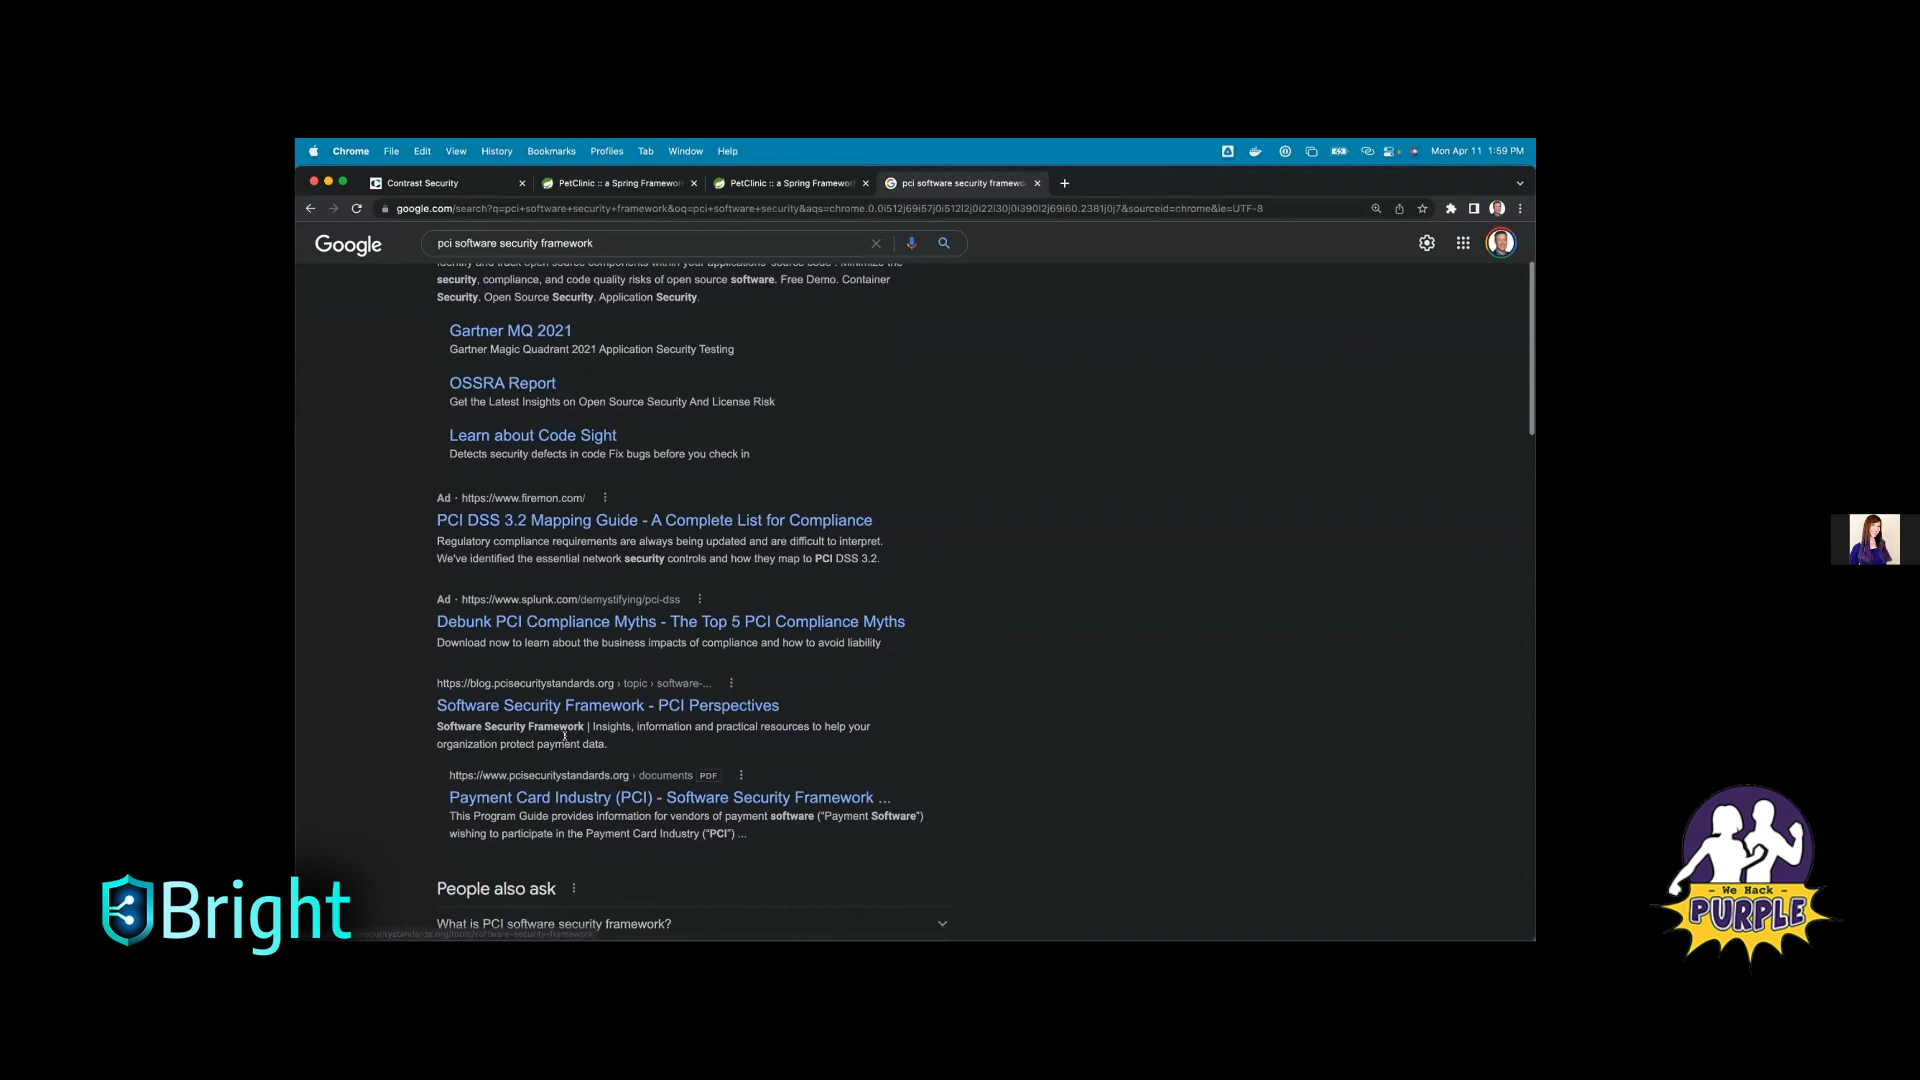 Chrome File Edit View History Bookmarks Profiles Tab Window Help Mon Apr 11 1:59 PM
Contrast Security PetClinic :: a Spring Framework PetClinic :: a Spring Framework pci software security framewo
google.com/search?q=pci+software+security+framework&oq=pci+software+security&aqs=chrome.0.0i512j69i57j0i512l2j0i22i30j0i390l2j69i60.2381j0j7&sourceid=chrome&ie=UTF-8
Google pci software security framework
identify and track open source components within your applications' source code
security, compliance, and code quality risks of open source software. Free Demo. Container
Security. Open Source Security. Application Security.
Gartner MQ 2021
Gartner Magic Quadrant 2021 Application Security Testing
OSSRA Report
Get the Latest Insights on Open Source Security And License Risk
Learn about Code Sight
Detects security defects in code Fix bugs before you check in
Ad · https://www.firemon.com/
PCI DSS 3.2 Mapping Guide - A Complete List for Compliance
Regulatory compliance requirements are always being updated and are difficult to interpret.
We've identified the essential network security controls and how they map to PCI DSS 3.2.
Ad · https://www.splunk.com/demystifying/pci-dss
Debunk PCI Compliance Myths - The Top 5 PCI Compliance Myths
Download now to learn about the business impacts of compliance and how to avoid liability
https://blog.pcisecuritystandards.org › topic › software-...
Software Security Framework - PCI Perspectives
Software Security Framework | Insights, information and practical resources to help your
organization protect payment data.
https://www.pcisecuritystandards.org › documents PDF
Payment Card Industry (PCI) - Software Security Framework ...
This Program Guide provides information for vendors of payment software ("Payment Software")
wishing to participate in the Payment Card Industry ("PCI") ...
People also ask
What is PCI software security framework?
Bright
- We Hack -
PURPLE